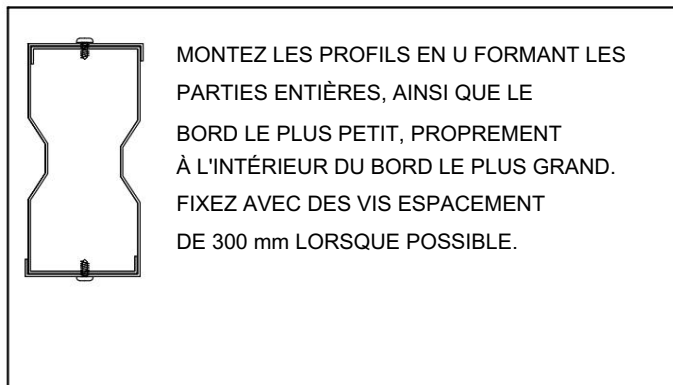 MONTEZ LES PROFILS EN U FORMANT LES
PARTIES ENTIÈRES, AINSI QUE LE
BORD LE PLUS PETIT, PROPREMENT
À L'INTÉRIEUR DU BORD LE PLUS GRAND.
FIXEZ AVEC DES VIS ESPACEMENT
DE 300 mm LORSQUE POSSIBLE.